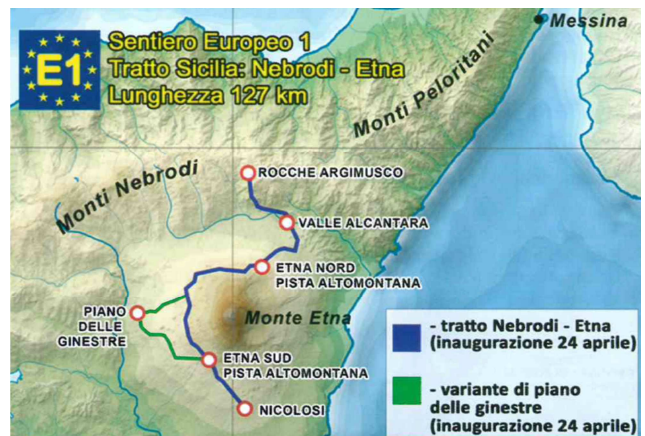 E1
Sentiero Europeo 1
Tratto Sicilia: Nebrodi - Etna
Lunghezza 127 km
Messina
Monti Peloritani
Monti Nebrodi
ROCCHE ARGIMUSCO
VALLE ALCANTARA
ETNA NORD
PISTA ALTOMONTANA
PIANO
DELLE
GINESTRE
Monte Etna
ETNA SUD
PISTA ALTOMONTANA
NICOLOSI
- tratto Nebrodi - Etna
(inaugurazione 24 aprile)
- variante di piano
delle ginestre
(inaugurazione 24 aprile)